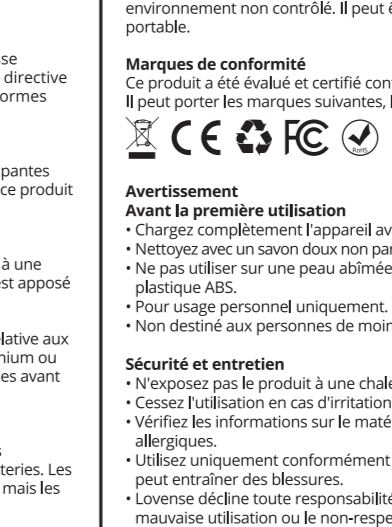 sse
directive
ormes
pantes
ce produit
à une
est apposé
elative aux
nium ou
es avant
s
teries. Les
mais les
environnement non contrôlé. Il peut ê
portable.
Marques de conformité
Ce produit a été évalué et certifié con
Il peut porter les marques suivantes, l
CE FC RoHS
Avertissement
Avant la première utilisation
• Chargez complètement l'appareil av
• Nettoyez avec un savon doux non par
• Ne pas utiliser sur une peau abîmée
plastique ABS.
• Pour usage personnel uniquement.
• Non destiné aux personnes de moin
Sécurité et entretien
• N'exposez pas le produit à une chale
• Cessez l'utilisation en cas d'irritation
• Vérifiez les informations sur le maté
allergiques.
• Utilisez uniquement conformément
peut entraîner des blessures.
• Lovense décline toute responsabilité
mauvaise utilisation ou le non-respe